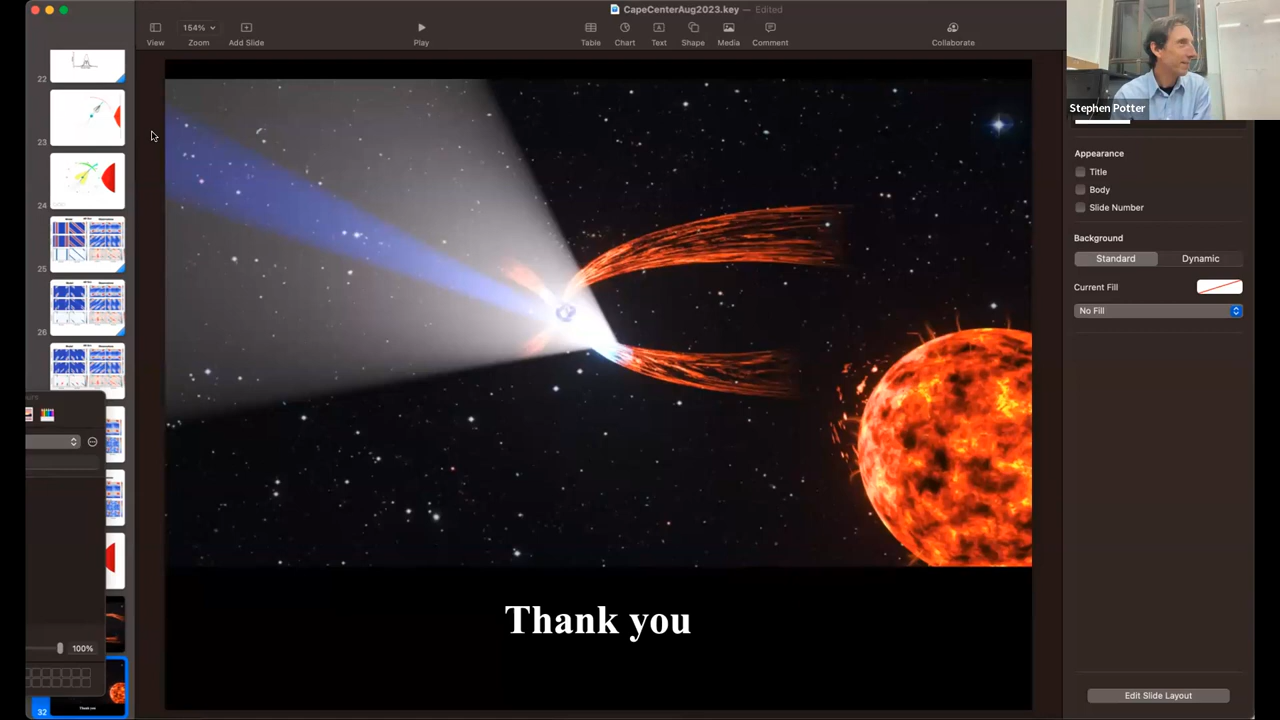 CapeCenterAug2023.key — Edited
154%
View
Zoom
Add Slide
Play
Table
Chart
Text
Shape
Media
Comment
Collaborate
Stephen Potter
22
23
24
25
26
100%
32
Thank you
Thank you
Appearance
Title
Body
Slide Number
Background
Standard
Dynamic
Current Fill
No Fill
Edit Slide Layout